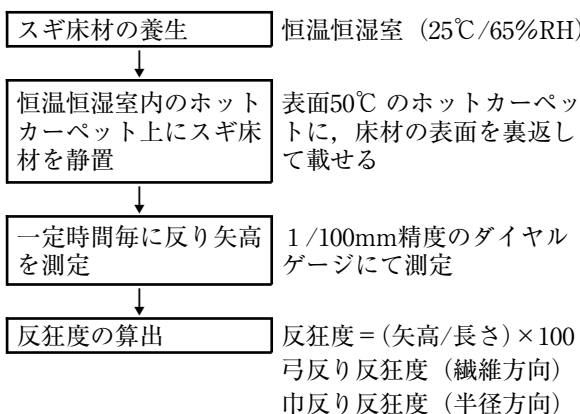 スギ床材の養生
恒温恒湿室（25℃/65%RH）
恒温恒湿室内のホット
カーペット上にスギ床
材を静置
表面50℃ のホットカーペッ
トに，床材の表面を裏返し
て載せる
一定時間毎に反り矢高
を測定
１/100mm精度のダイヤル
ゲージにて測定
反狂度の算出
反狂度＝(矢高/長さ)×100
弓反り反狂度（繊維方向）
巾反り反狂度（半径方向）